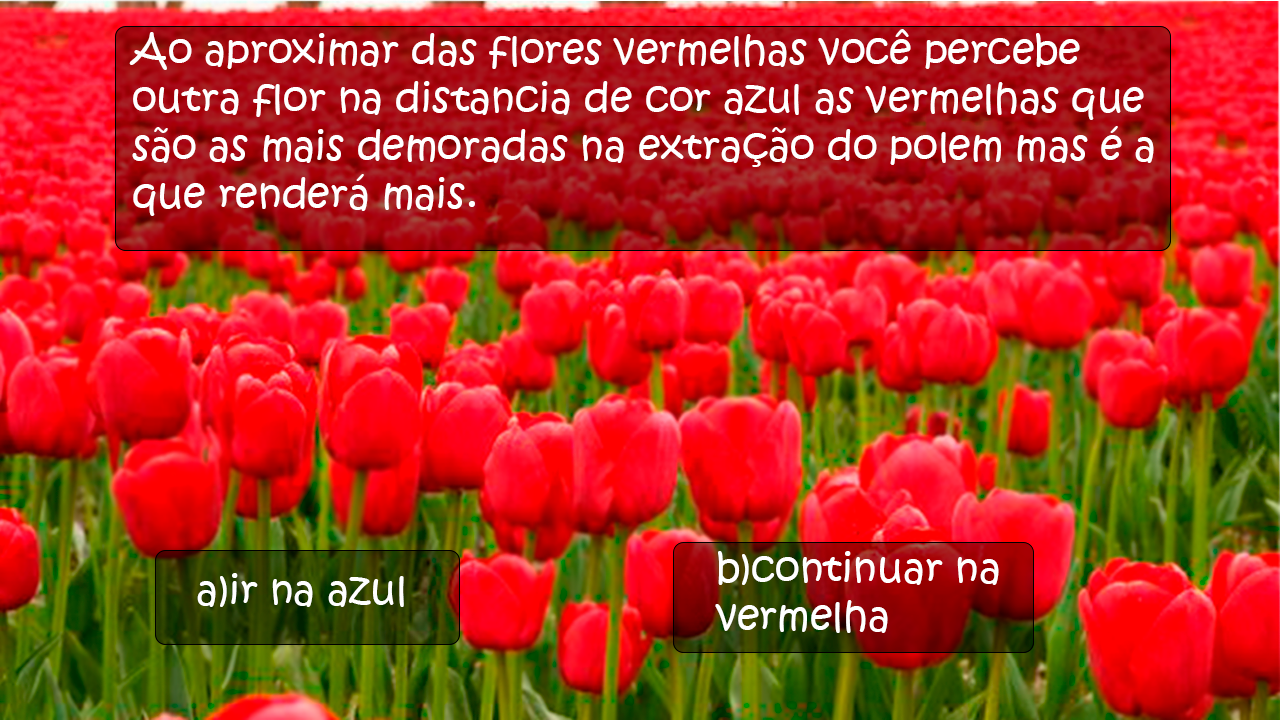 Ao aproximar das flores vermelhas você percebe
outra flor na distancia de cor azul as vermelhas que
são as mais demoradas na extração do polem mas é a
que renderá mais.
a)ir na azul
b)continuar na
vermelha